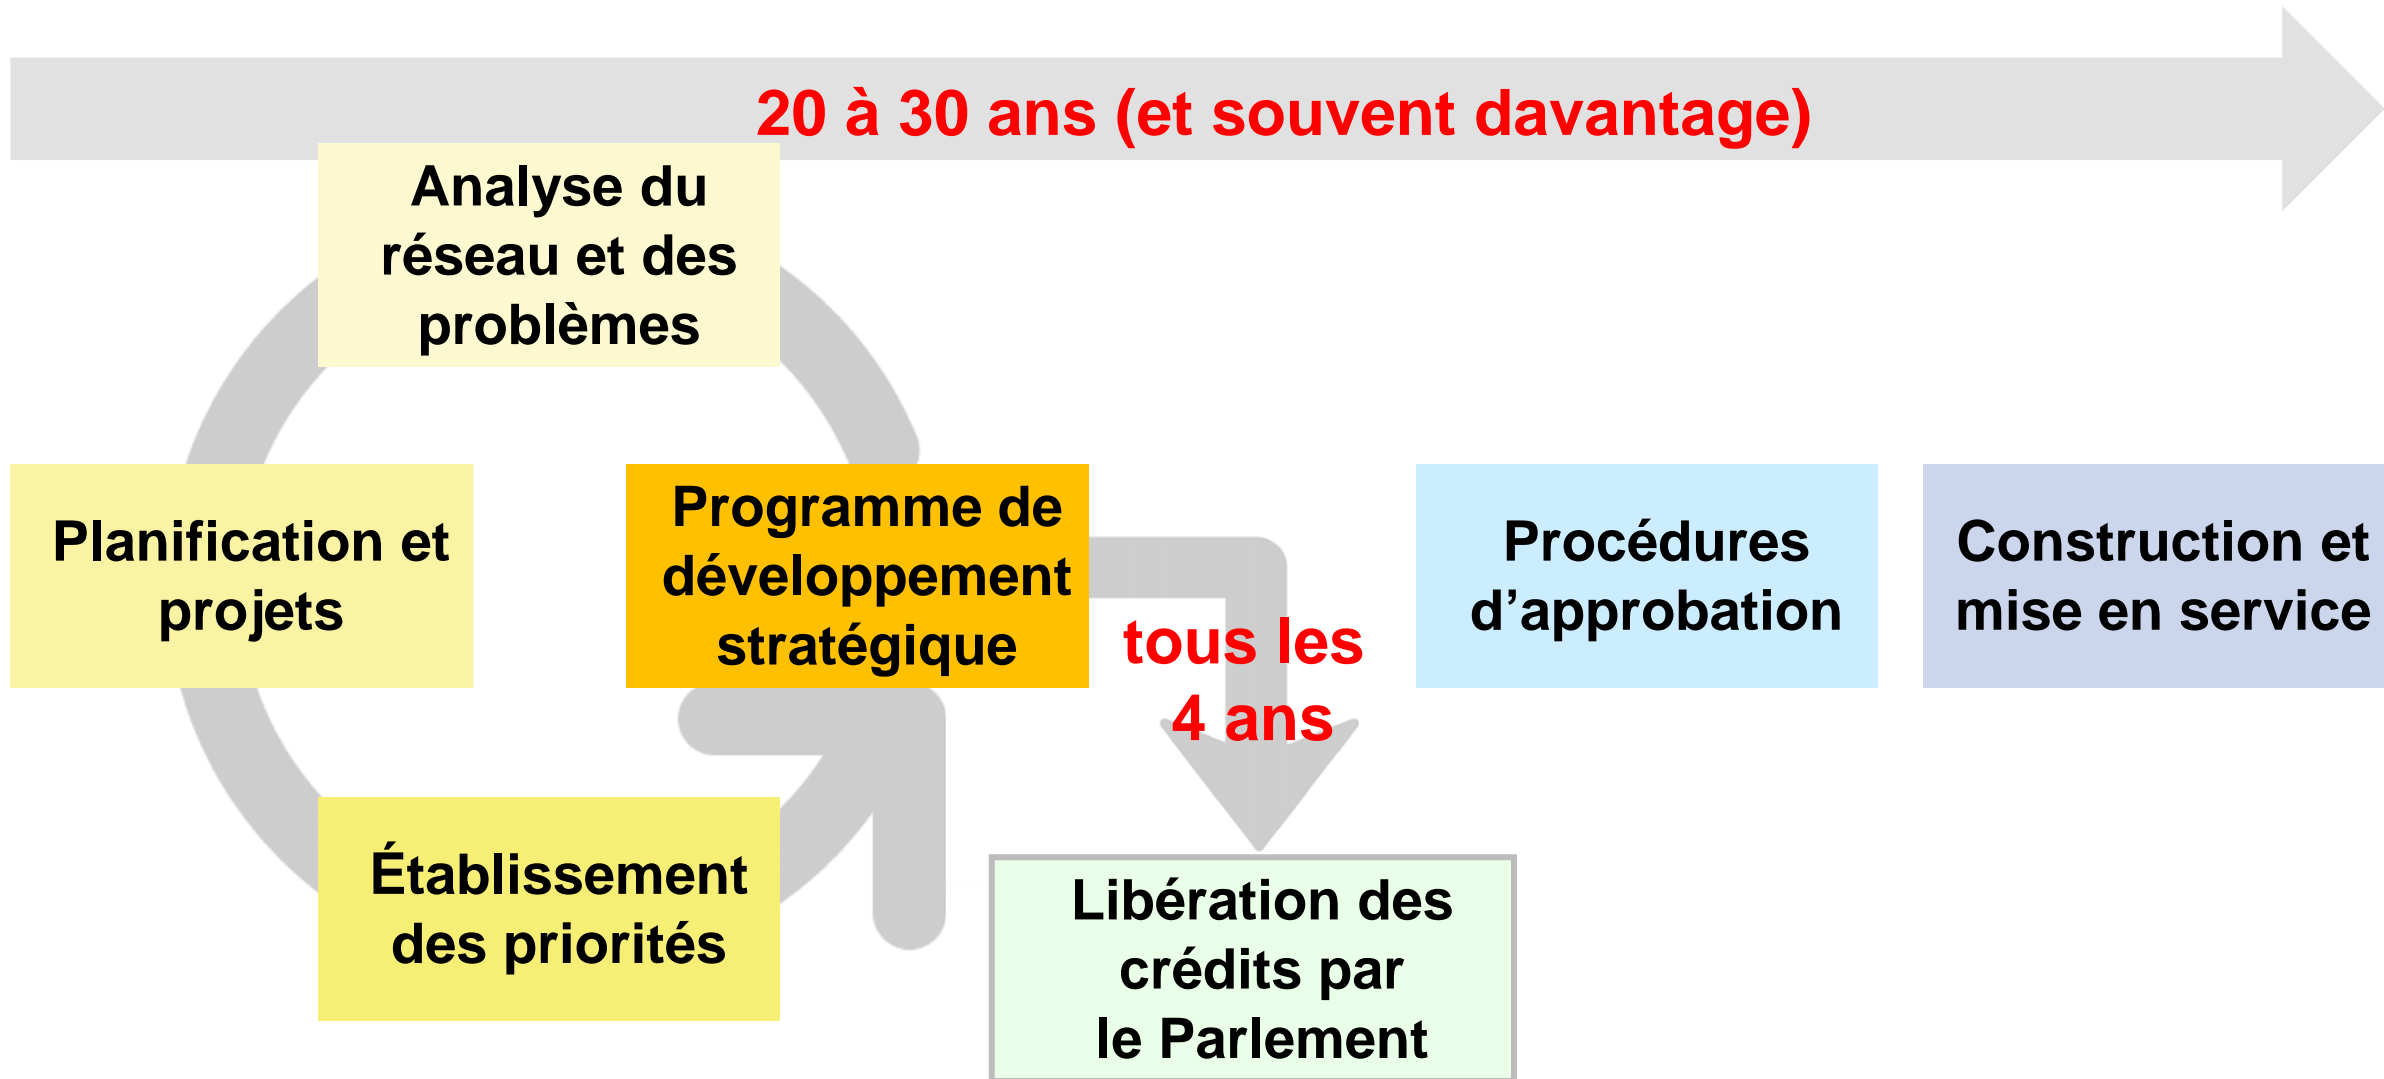 20 à 30 ans (et souvent davantage)
Analyse du
réseau et des
problèmes
Planification et
projets
Programme de
développement
stratégique
tous les
4 ans
Procédures
d’approbation
Construction et
mise en service
Établissement
des priorités
Libération des
crédits par
le Parlement